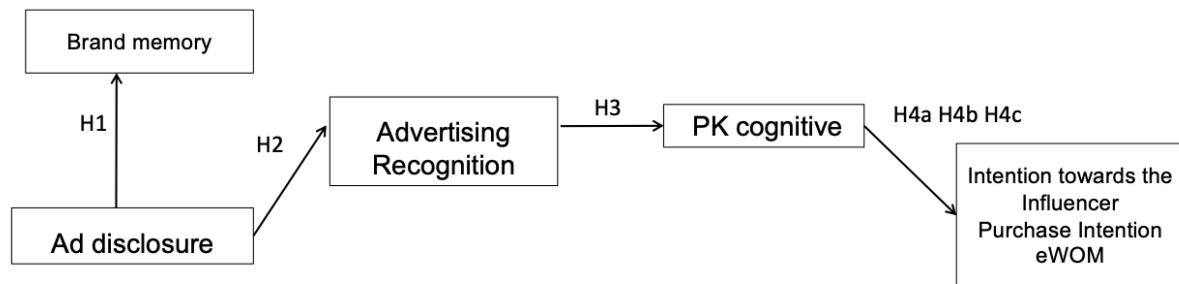 Brand memory
H1
H2
Ad disclosure
Advertising
Recognition
H3
PK cognitive
H4a H4b H4c
Intention towards the
Influencer
Purchase Intention
eWOM